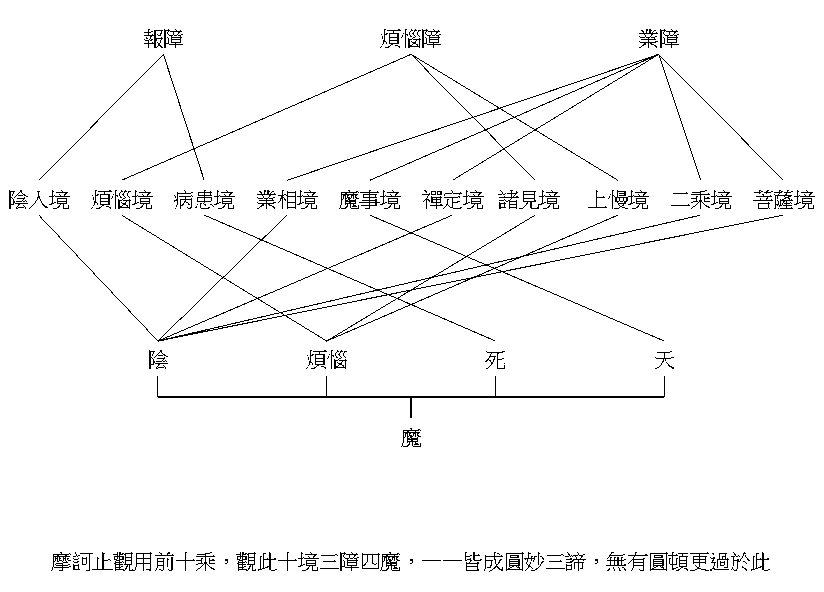 報障 煩惱障 業障
陰入境 煩惱境 病患境 業相境 魔事境 禪定境 諸見境 上慢境 二乘境 菩薩境
陰 煩惱 死 天
魔
摩訶止觀用前十乘，觀此十境三障四魔，一一皆成圓妙三諦，無有圓頓更過於此